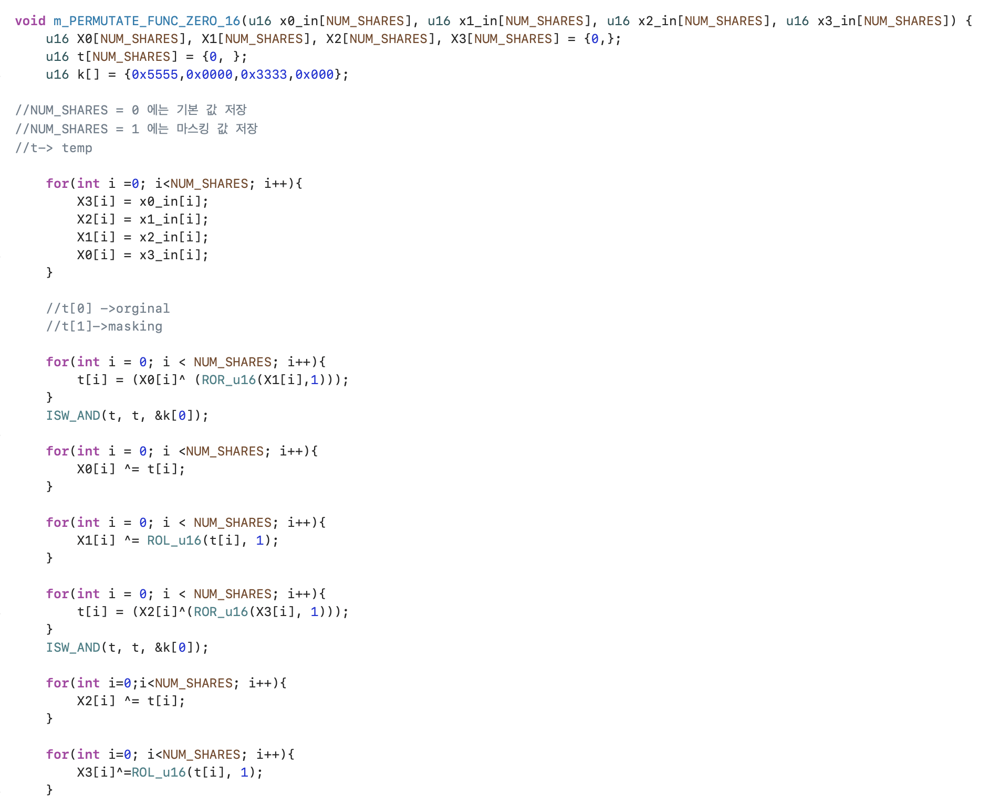 void m_PERMUTATE_FUNC_ZERO_16(u16 x0_in[NUM_SHARES], u16 x1_in[NUM_SHARES], u16 x2_in[NUM_SHARES], u16 x3_in[NUM_SHARES]) {
    u16 X0[NUM_SHARES], X1[NUM_SHARES], X2[NUM_SHARES], X3[NUM_SHARES] = {0,};
    u16 t[NUM_SHARES] = {0, };
    u16 k[] = {0x5555,0x0000,0x3333,0x000};
//NUM_SHARES = 0 에는 기본 값 저장
//NUM_SHARES = 1 에는 마스킹 값 저장
//t-> temp
    for(int i =0; i<NUM_SHARES; i++){
        X3[i] = x0_in[i];
        X2[i] = x1_in[i];
        X1[i] = x2_in[i];
        X0[i] = x3_in[i];
    }
    //t[0] ->orginal
    //t[1]->masking
    for(int i = 0; i < NUM_SHARES; i++){
        t[i] = (X0[i]^ (ROR_u16(X1[i],1)));
    }
    ISW_AND(t, t, &k[0]);
    for(int i = 0; i <NUM_SHARES; i++){
        X0[i] ^= t[i];
    }
    for(int i = 0; i < NUM_SHARES; i++){
        X1[i] ^= ROL_u16(t[i], 1);
    }
    for(int i = 0; i < NUM_SHARES; i++){
        t[i] = (X2[i]^(ROR_u16(X3[i], 1)));
    }
    ISW_AND(t, t, &k[0]);
    for(int i=0;i<NUM_SHARES; i++){
        X2[i] ^= t[i];
    }
    for(int i=0; i<NUM_SHARES; i++){
        X3[i]^=ROL_u16(t[i], 1);
    }